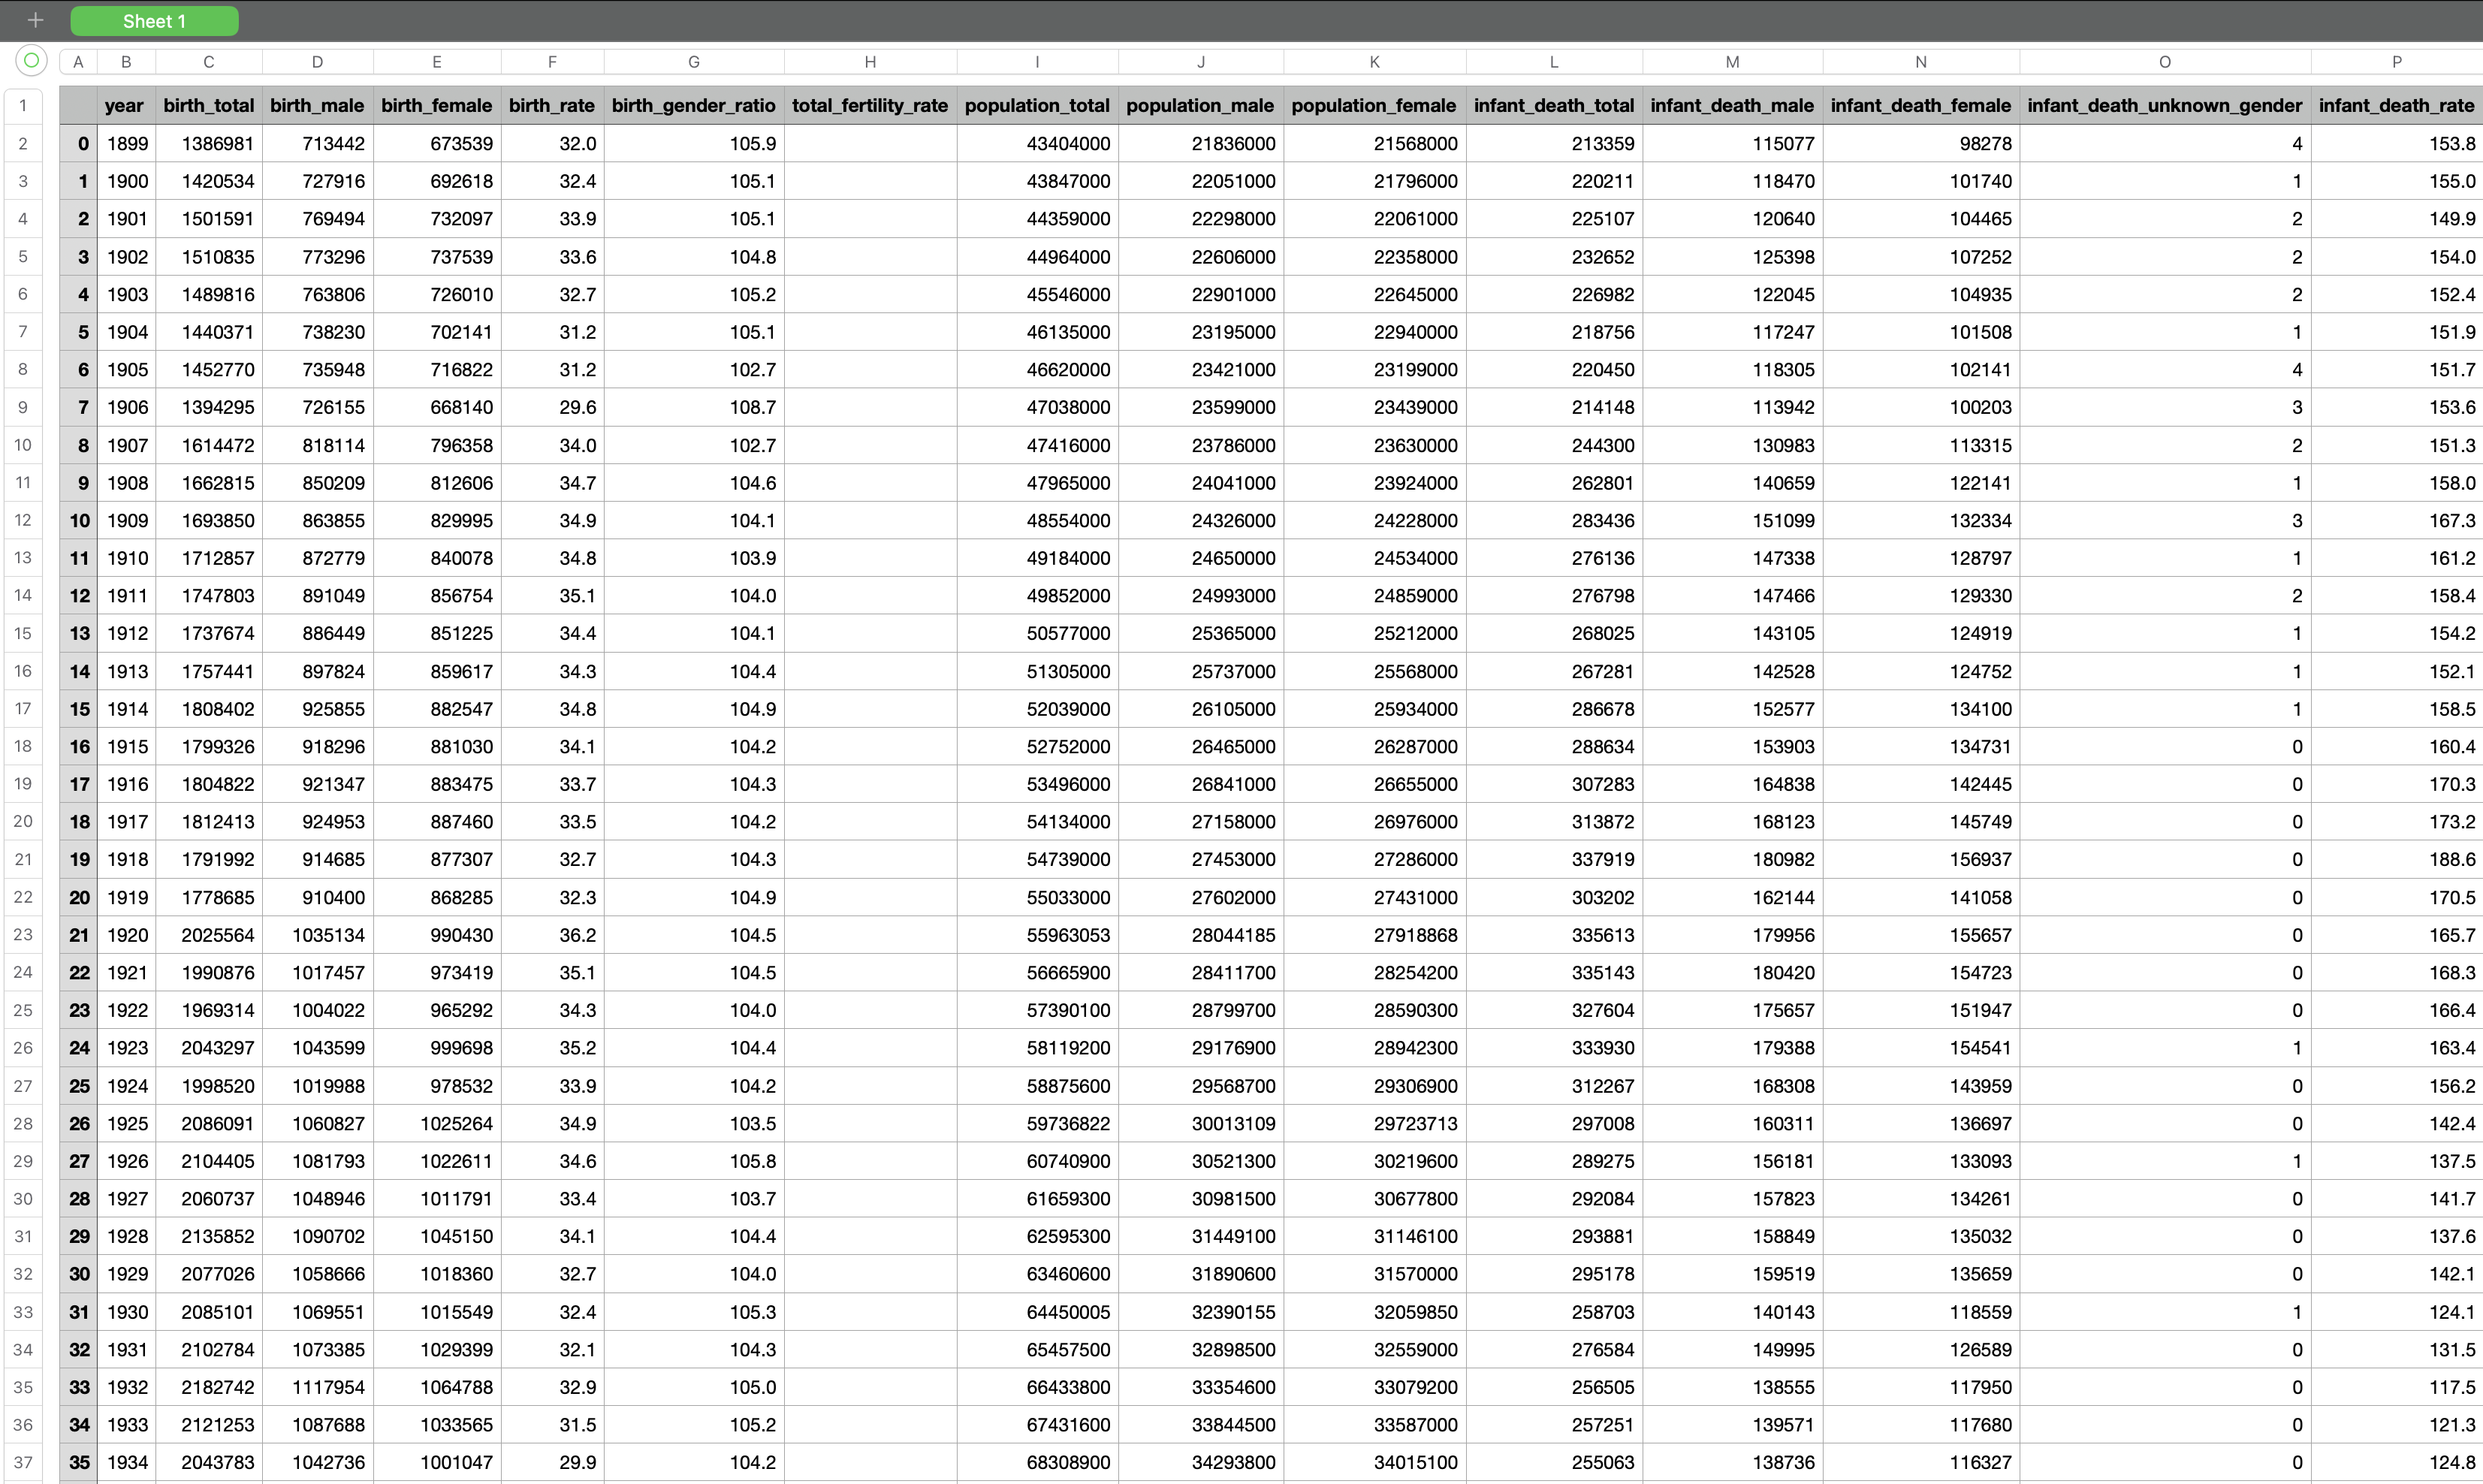 + Sheet 1
A B C D E F G H I J K L M N O P
1 year birth_total birth_male birth_female birth_rate birth_gender_ratio total_fertility_rate population_total population_male population_female infant_death_total infant_death_male infant_death_female infant_death_unknown_gender infant_death_rate
2 0 1899 1386981 713442 673539 32.0 105.9 43404000 21836000 21568000 213359 115077 98278 4 153.8
3 1 1900 1420534 727916 692618 32.4 105.1 43847000 22051000 21796000 220211 118470 101740 1 155.0
4 2 1901 1501591 769494 732097 33.9 105.1 44359000 22298000 22061000 225107 120640 104465 2 149.9
5 3 1902 1510835 773296 737539 33.6 104.8 44964000 22606000 22358000 232652 125398 107252 2 154.0
6 4 1903 1489816 763806 726010 32.7 105.2 45546000 22901000 22645000 226982 122045 104935 2 152.4
7 5 1904 1440371 738230 702141 31.2 105.1 46135000 23195000 22940000 218756 117247 101508 1 151.9
8 6 1905 1452770 735948 716822 31.2 102.7 46620000 23421000 23199000 220450 118305 102141 4 151.7
9 7 1906 1394295 726155 668140 29.6 108.7 47038000 23599000 23439000 214148 113942 100203 3 153.6
10 8 1907 1614472 818114 796358 34.0 102.7 47416000 23786000 23630000 244300 130983 113315 2 151.3
11 9 1908 1662815 850209 812606 34.7 104.6 47965000 24041000 23924000 262801 140659 122141 1 158.0
12 10 1909 1693850 863855 829995 34.9 104.1 48554000 24326000 24228000 283436 151099 132334 3 167.3
13 11 1910 1712857 872779 840078 34.8 103.9 49184000 24650000 24534000 276136 147338 128797 1 161.2
14 12 1911 1747803 891049 856754 35.1 104.0 49852000 24993000 24859000 276798 147466 129330 2 158.4
15 13 1912 1737674 886449 851225 34.4 104.1 50577000 25365000 25212000 268025 143105 124919 1 154.2
16 14 1913 1757441 897824 859617 34.3 104.4 51305000 25737000 25568000 267281 142528 124752 1 152.1
17 15 1914 1808402 925855 882547 34.8 104.9 52039000 26105000 25934000 286678 152577 134100 1 158.5
18 16 1915 1799326 918296 881030 34.1 104.2 52752000 26465000 26287000 288634 153903 134731 0 160.4
19 17 1916 1804822 921347 883475 33.7 104.3 53496000 26841000 26655000 307283 164838 142445 0 170.3
20 18 1917 1812413 924953 887460 33.5 104.2 54134000 27158000 26976000 313872 168123 145749 0 173.2
21 19 1918 1791992 914685 877307 32.7 104.3 54739000 27453000 27286000 337919 180982 156937 0 188.6
22 20 1919 1778685 910400 868285 32.3 104.9 55033000 27602000 27431000 303202 162144 141058 0 170.5
23 21 1920 2025564 1035134 990430 36.2 104.5 55963053 28044185 27918868 335613 179956 155657 0 165.7
24 22 1921 1990876 1017457 973419 35.1 104.5 56665900 28411700 28254200 335143 180420 154723 0 168.3
25 23 1922 1969314 1004022 965292 34.3 104.0 57390100 28799700 28590300 327604 175657 151947 0 166.4
26 24 1923 2043297 1043599 999698 35.2 104.4 58119200 29176900 28942300 333930 179388 154541 1 163.4
27 25 1924 1998520 1019988 978532 33.9 104.2 58875600 29568700 29306900 312267 168308 143959 0 156.2
28 26 1925 2086091 1060827 1025264 34.9 103.5 59736822 30013109 29723713 297008 160311 136697 0 142.4
29 27 1926 2104405 1081793 1022611 34.6 105.8 60740900 30521300 30219600 289275 156181 133093 1 137.5
30 28 1927 2060737 1048946 1011791 33.4 103.7 61659300 30981500 30677800 292084 157823 134261 0 141.7
31 29 1928 2135852 1090702 1045150 34.1 104.4 62595300 31449100 31146100 293881 158849 135032 0 137.6
32 30 1929 2077026 1058666 1018360 32.7 104.0 63460600 31890600 31570000 295178 159519 135659 0 142.1
33 31 1930 2085101 1069551 1015549 32.4 105.3 64450005 32390155 32059850 258703 140143 118559 1 124.1
34 32 1931 2102784 1073385 1029399 32.1 104.3 65457500 32898500 32559000 276584 149995 126589 0 131.5
35 33 1932 2182742 1117954 1064788 32.9 105.0 66433800 33354600 33079200 256505 138555 117950 0 117.5
36 34 1933 2121253 1087688 1033565 31.5 105.2 67431600 33844500 33587000 257251 139571 117680 0 121.3
37 35 1934 2043783 1042736 1001047 29.9 104.2 68308900 34293800 34015100 255063 138736 116327 0 124.8